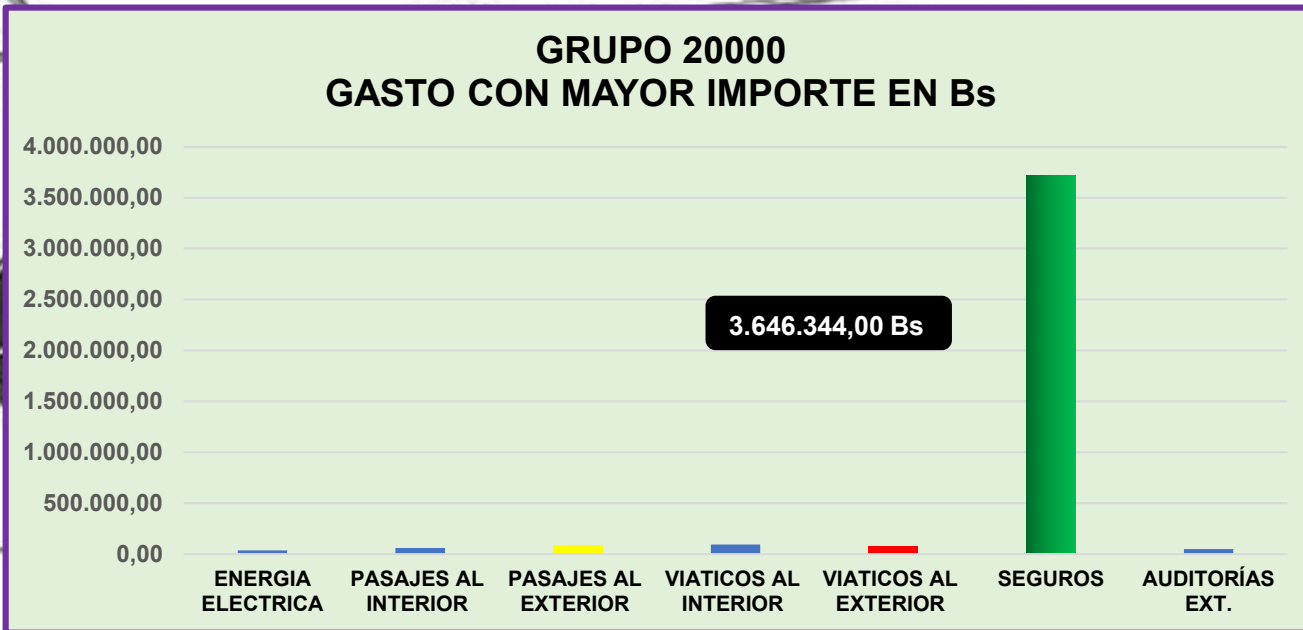 GRUPO 20000
GASTO CON MAYOR IMPORTE EN Bs
4.000.000,00
3.500.000,00
3.000.000,00
2.500.000,00
2.000.000,00
1.500.000,00
1.000.000,00
500.000,00
0,00
3.646.344,00 Bs
ENERGIA
ELECTRICA
PASAJES AL
INTERIOR
PASAJES AL
EXTERIOR
VIATICOS AL
INTERIOR
VIATICOS AL
EXTERIOR
SEGUROS
AUDITORÍAS
EXT.